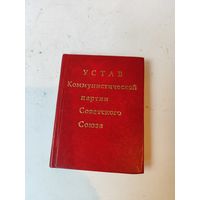 УСТАВ
Коммунистической
партии
Советского
Союза